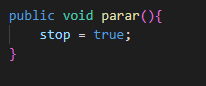 public void parar(){
    stop = true;
}